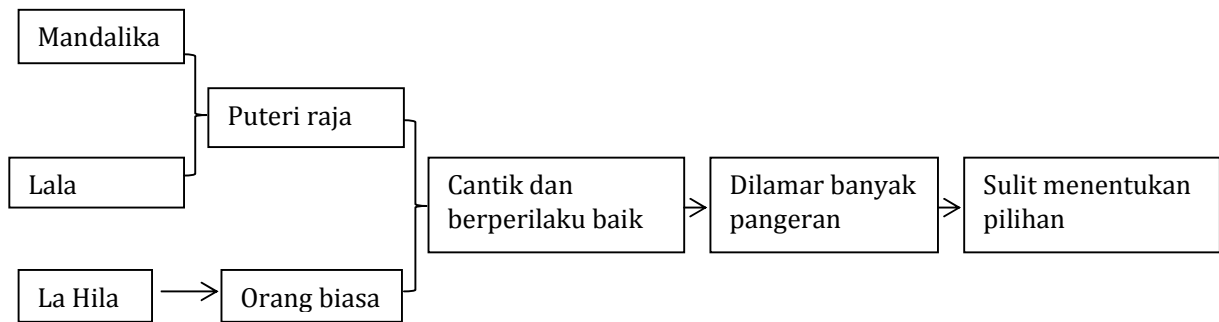 Mandalika
Puteri raja
Lala
Cantik dan
berperilaku baik
Dilamar banyak
pangeran
Sulit menentukan
pilihan
La Hila
Orang biasa